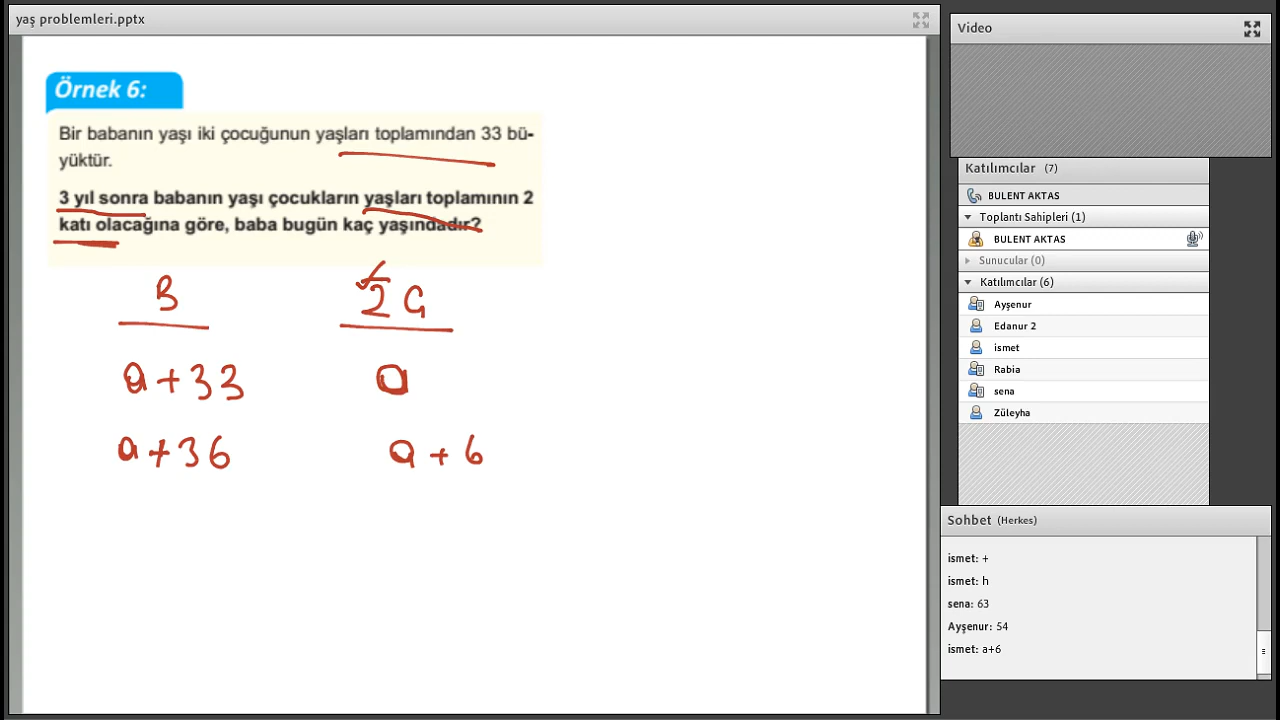 yaş problemleri.pptx
Örnek 6:
Bir babanın yaşı iki çocuğunun yaşları toplamından 33 bü-
yüktür.
3 yıl sonra babanın yaşı çocukların yaşları toplamının 2
katı olacağına göre, baba bugün kaç yaşındadır?
B 2 Ç
a+33 a
a+36 a+6
Video
Katılımcılar (7)
BULENT AKTAS
Toplantı Sahipleri (1)
BULENT AKTAS
Sunucular (0)
Katılımcılar (6)
Ayşenur
Edanur 2
ismet
Rabia
sena
Züleyha
Sohbet (Herkes)
ismet: +
ismet: h
sena: 63
Ayşenur: 54
ismet: a+6